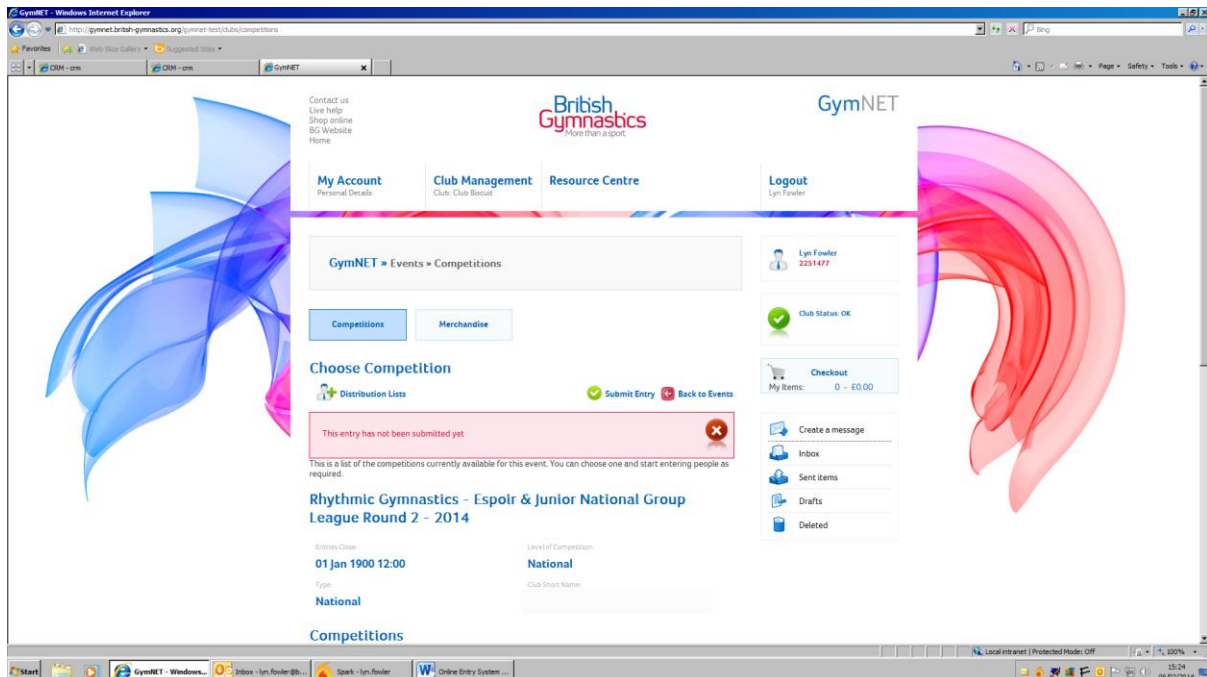 GymNET - Windows Internet Explorer
http://gymnet.british-gymnastics.org/gymnet-test/clubs/competitions
Bing
Favorites Web Slice Gallery Suggested Sites
CRM - crm CRM - crm GymNET x
Page Safety Tools
Contact us
Live help
Shop online
BG Website
Home
British
Gymnastics
More than a sport
GymNET
My Account Club Management Resource Centre Logout
Personal Details Club: Club Biscuit Lyn Fowler
GymNET » Events » Competitions
Lyn Fowler
2251477
Competitions Merchandise
Club Status: OK
Choose Competition
Distribution Lists Submit Entry Back to Events
Checkout
My Items: 0 - £0.00
This entry has not been submitted yet
This is a list of the competitions currently available for this event. You can choose one and start entering people as
required.
Create a message
Inbox
Sent items
Drafts
Deleted
Rhythmic Gymnastics - Espoir & Junior National Group
League Round 2 - 2014
Entries Close: Level of Competition:
01 Jan 1900 12:00 National
Type: Club Short Name:
National
Competitions
Local intranet | Protected Mode: Off 100%
Start GymNET - Windows... Inbox - lyn.fowler@b... Spark - lyn.fowler Online Entry System ... 15:24